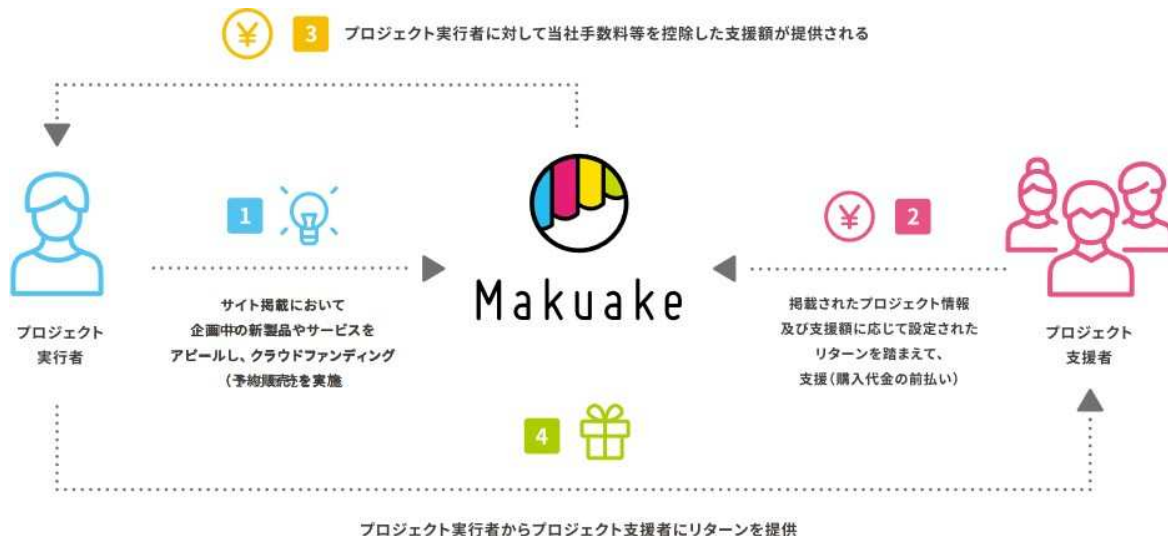 ¥ 3 プロジェクト実行者に対して当社手数料等を控除した支援額が提供される
1
¥ 2
Makuake
プロジェクト
実行者
サイト掲載において
企画中の新製品やサービスを
アピールし、クラウドファンディング
を実施
掲載されたプロジェクト情報
及び支援額に応じて設定された
リターンを踏まえて、
支援(購入代金の前払い)
プロジェクト
支援者
4
プロジェクト実行者からプロジェクト支援者にリターンを提供